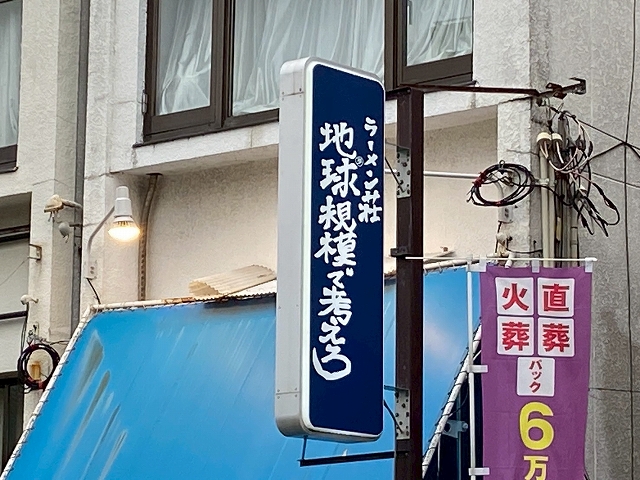 ラーメン荘
地球規模で考えろ
直葬
火葬
パック
6万